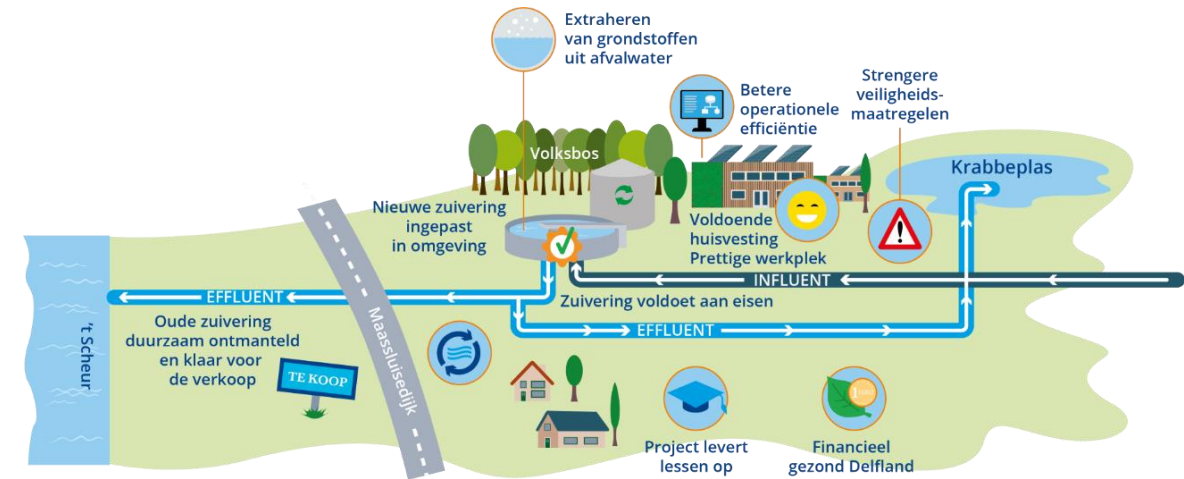 Extraheren
van grondstoffen
uit afvalwater
Betere
operationele
efficiëntie
Strengere
veiligheids-
maatregelen
Volksbos
Krabbeplas
Nieuwe zuivering
ingepast
in omgeving
Voldoende
huisvesting
Prettige werkplek
INFLUENT
EFFLUENT
Zuivering voldoet aan eisen
EFFLUENT
Oude zuivering
duurzaam ontmanteld
en klaar voor
de verkoop
't Scheur
Maassluisedijk
TE KOOP
Project levert
lessen op
Financieel
gezond Delfland